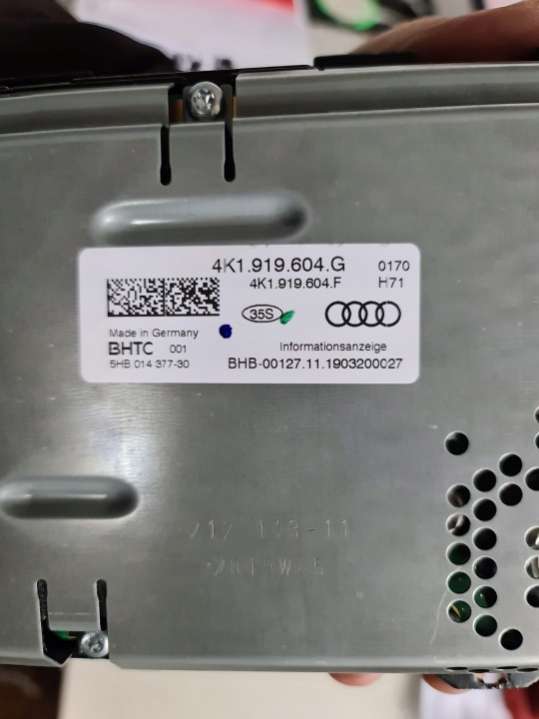 4K1.919.604.G 0170
4K1.919.604.F H71
35S
Made in Germany
BHTC 001
Informationsanzeige
5HB 014 377-30
BHB-00127.11.1903200027